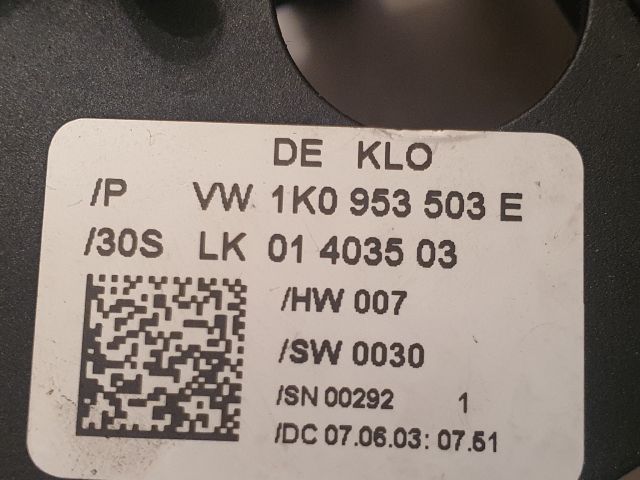 DE KLO
/P VW 1K0 953 503 E
/30S LK 01 4035 03
/HW 007
/SW 0030
/SN 00292 1
/DC 07.06.03: 07.51